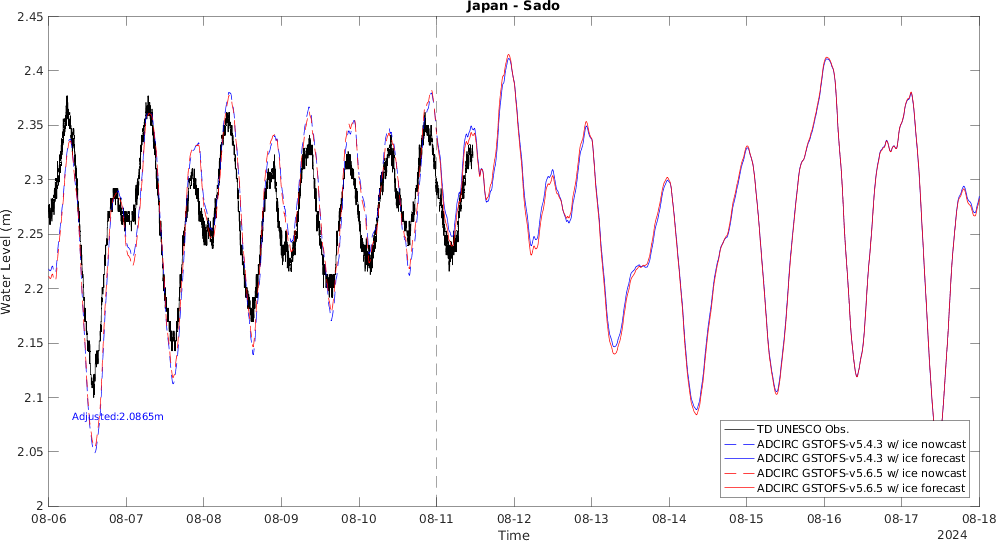 Japan - Sado
2.45
2.4
2.35
2.3
2.25
2.2
2.15
2.1
2.05
2
Water Level (m)
Adjusted:2.0865m
TD UNESCO Obs.
ADCIRC GSTOFS-v5.4.3 w/ ice nowcast
ADCIRC GSTOFS-v5.4.3 w/ ice forecast
ADCIRC GSTOFS-v5.6.5 w/ ice nowcast
ADCIRC GSTOFS-v5.6.5 w/ ice forecast
08-06 08-07 08-08 08-09 08-10 08-11 08-12 08-13 08-14 08-15 08-16 08-17 08-18
Time
2024